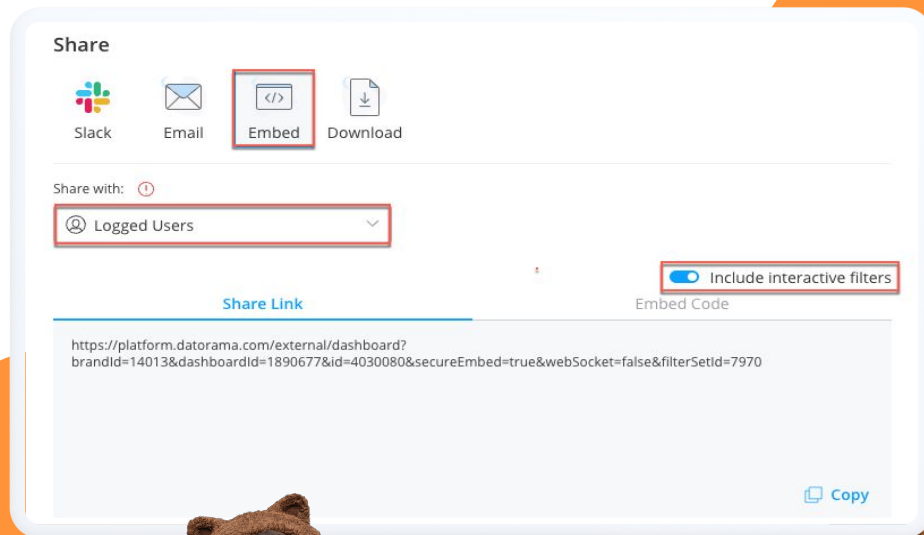 Share
Slack
Email
Embed
Download
Share with:
Logged Users
Include interactive filters
Share Link
Embed Code
https://platform.datorama.com/external/dashboard?
brandId=14013&dashboardId=1890677&id=4030080&secureEmbed=true&webSocket=false&filterSetId=7970
Copy